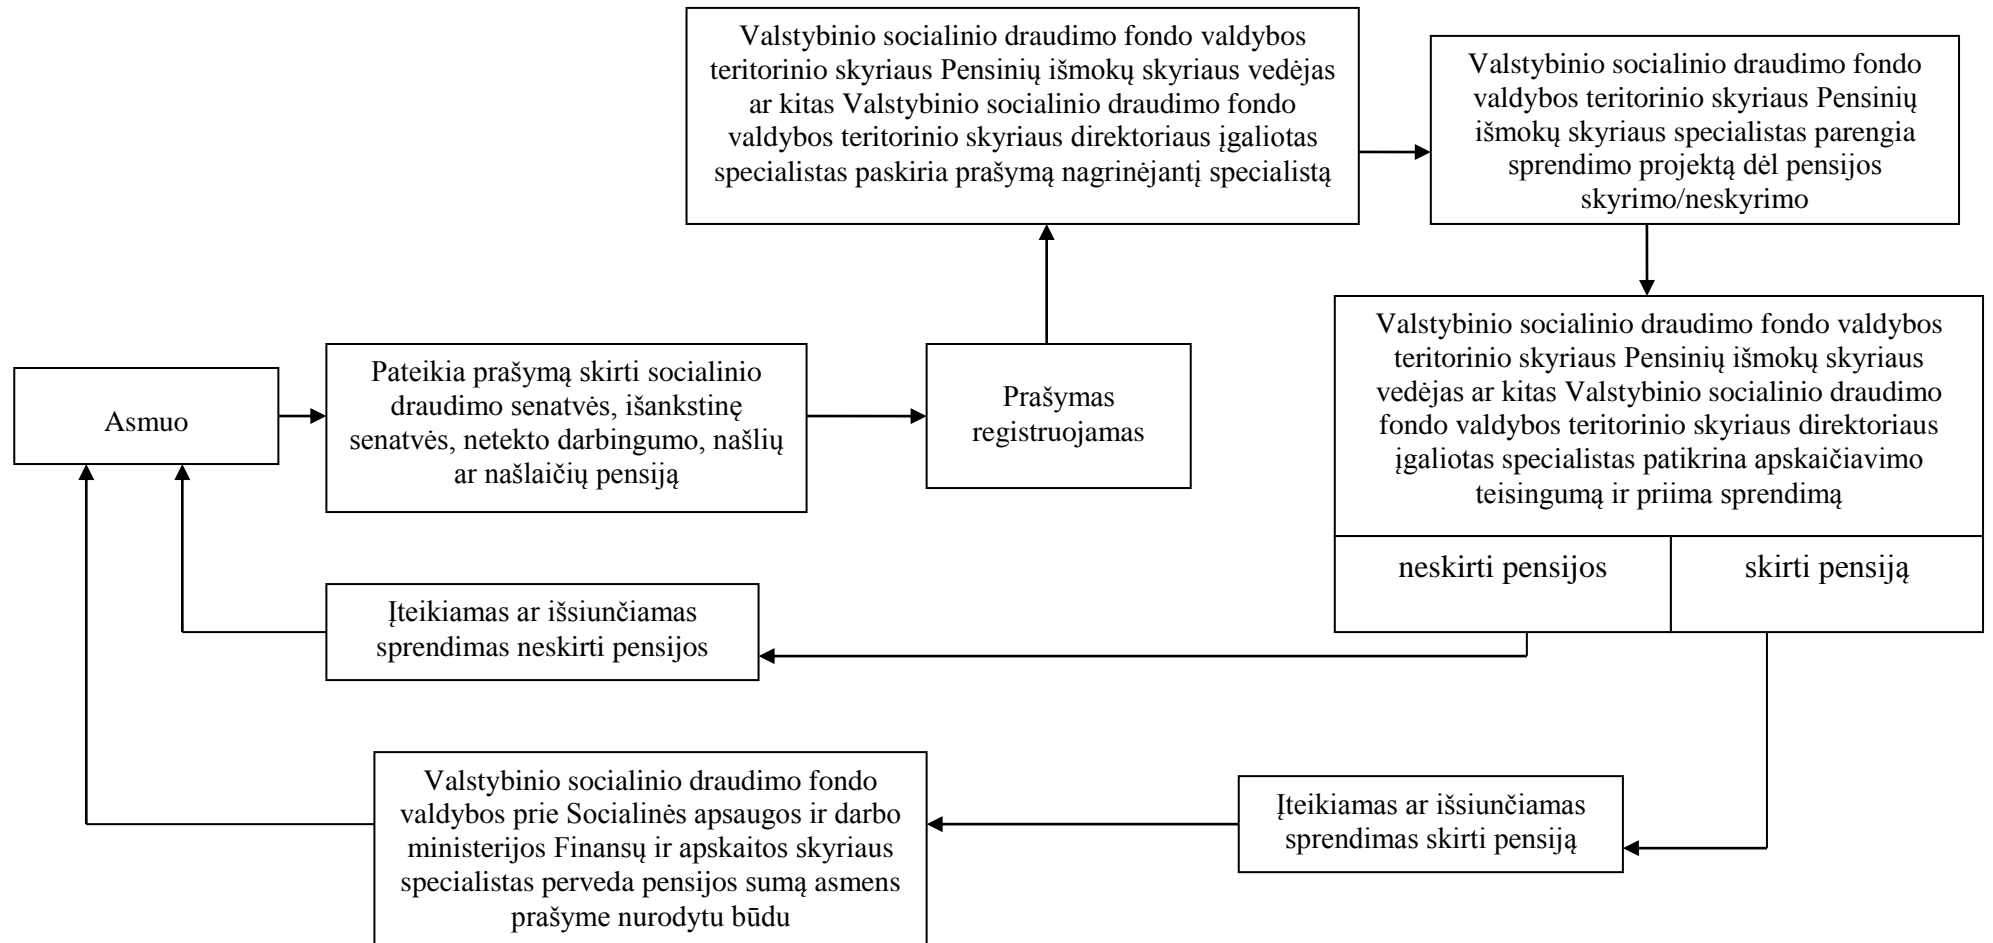 Asmuo
Pateikia prašymą skirti socialinio
draudimo senatvės, išankstinę
senatvės, netekto darbingumo, našlių
ar našlaičių pensiją
Prašymas
registruojamas
Valstybinio socialinio draudimo fondo valdybos
teritorinio skyriaus Pensinių išmokų skyriaus vedėjas
ar kitas Valstybinio socialinio draudimo fondo
valdybos teritorinio skyriaus direktoriaus įgaliotas
specialistas paskiria prašymą nagrinėjantį specialistą
Valstybinio socialinio draudimo fondo
valdybos teritorinio skyriaus Pensinių
išmokų skyriaus specialistas parengia
sprendimo projektą dėl pensijos
skyrimo/neskyrimo
Valstybinio socialinio draudimo fondo valdybos
teritorinio skyriaus Pensinių išmokų skyriaus
vedėjas ar kitas Valstybinio socialinio draudimo
fondo valdybos teritorinio skyriaus direktoriaus
įgaliotas specialistas patikrina apskaičiavimo
teisingumą ir priima sprendimą
neskirti pensijos
skirti pensiją
Įteikiamas ar išsiunčiamas
sprendimas neskirti pensijos
Įteikiamas ar išsiunčiamas
sprendimas skirti pensiją
Valstybinio socialinio draudimo fondo
valdybos prie Socialinės apsaugos ir darbo
ministerijos Finansų ir apskaitos skyriaus
specialistas perveda pensijos sumą asmens
prašyme nurodytu būdu